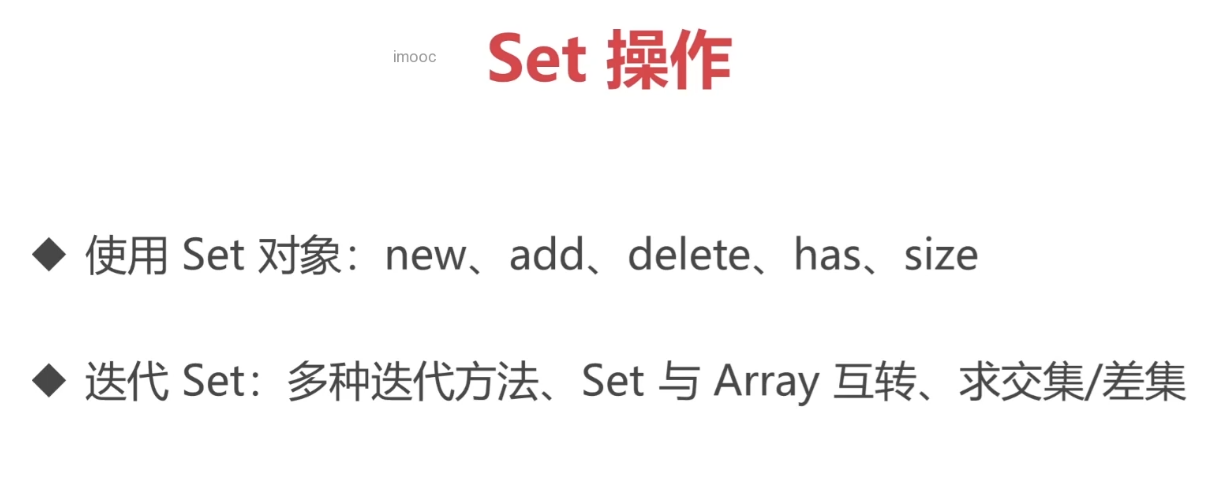 imooc
Set 操作
◆ 使用 Set 对象：new、add、delete、has、size
◆ 迭代 Set：多种迭代方法、Set 与 Array 互转、求交集/差集